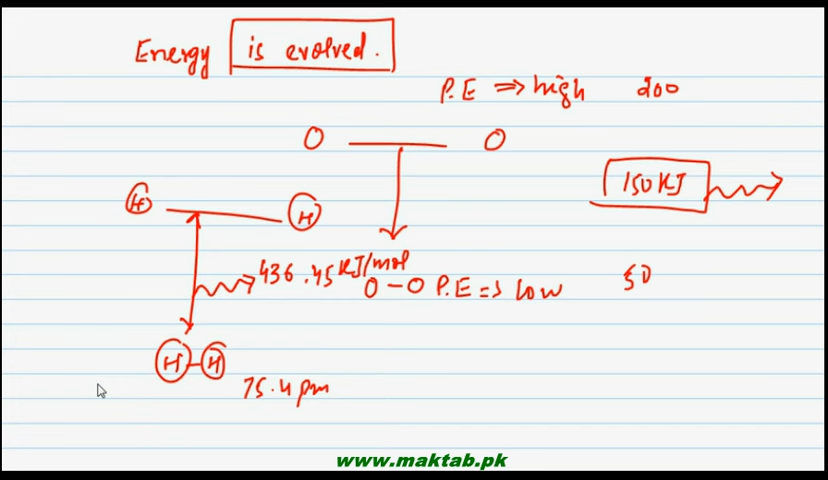 Energy is evolved.
P.E ⇒ high 200
O O
150 KJ
H H
436.45 KJ/mol
O-O P.E ⇒ low 50
H-H
75.4 pm
www.maktab.pk